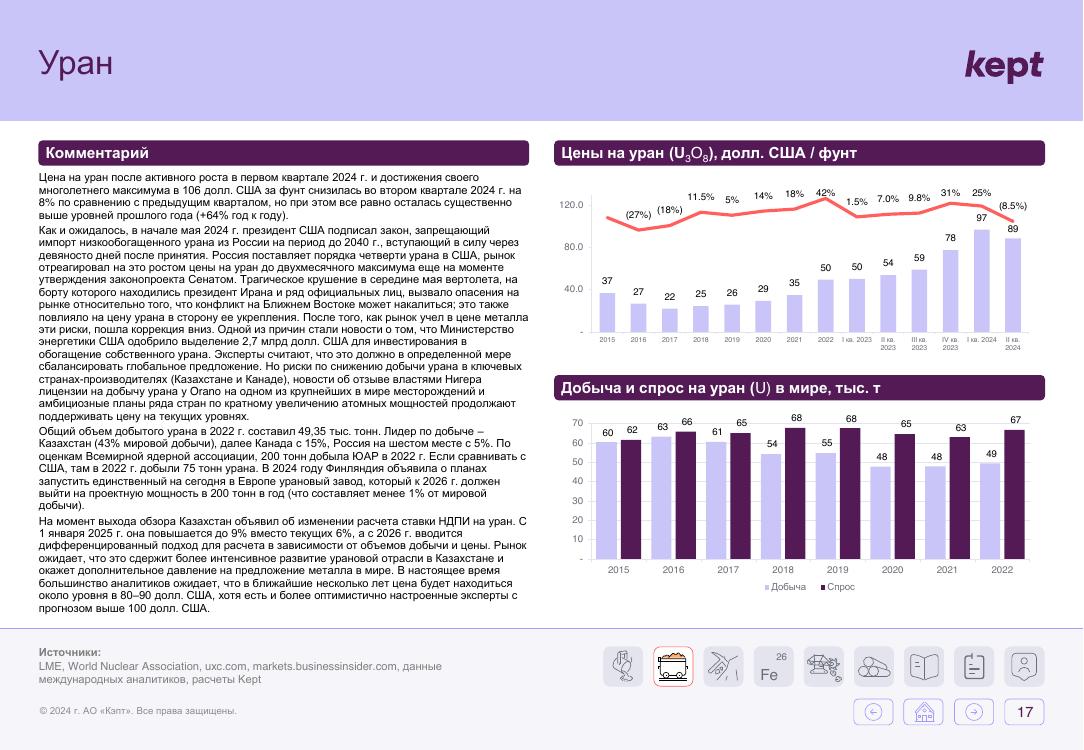 Уран
kept
Комментарий
Цена на уран после активного роста в первом квартале 2024 г. и достижения своего
многолетнего максимума в 106 долл. США за фунт снизилась во втором квартале 2024 г. на
8% по сравнению с предыдущим кварталом, но при этом все равно осталась существенно
выше уровней прошлого года (+64% год к году).
Как и ожидалось, в начале мая 2024 г. президент США подписал закон, запрещающий
импорт низкообогащенного урана из России на период до 2040 г., вступающий в силу через
девяносто дней после принятия. Россия поставляет порядка четверти урана в США, рынок
отреагировал на это ростом цены на уран до двухмесячного максимума еще на моменте
утверждения законопроекта Сенатом. Трагическое крушение в середине мая вертолета, на
борту которого находились президент Ирана и ряд официальных лиц, вызвало опасения на
рынке относительно того, что конфликт на Ближнем Востоке может накалиться; это также
повлияло на цену урана в сторону ее укрепления. После того, как рынок учел в цене металла
эти риски, пошла коррекция вниз. Одной из причин стали новости о том, что Министерство
энергетики США одобрило выделение 2,7 млрд долл. США для инвестирования в
обогащение собственного урана. Эксперты считают, что это должно в определенной мере
сбалансировать глобальное предложение. Но риски по снижению добычи урана в ключевых
странах-производителях (Казахстане и Канаде), новости об отзыве властями Нигера
лицензии на добычу урана у Orano на одном из крупнейших в мире месторождений и
амбициозные планы ряда стран по кратному увеличению атомных мощностей продолжают
поддерживать цену на текущих уровнях.
Общий объем добытого урана в 2022 г. составил 49,35 тыс. тонн. Лидер по добыче –
Казахстан (43% мировой добычи), далее Канада с 15%, Россия на шестом месте с 5%. По
оценкам Всемирной ядерной ассоциации, 200 тонн добыла ЮАР в 2022 г. Если сравнивать с
США, там в 2022 г. добыли 75 тонн урана. В 2024 году Финляндия объявила о планах
запустить единственный на сегодня в Европе урановый завод, который к 2026 г. должен
выйти на проектную мощность в 200 тонн в год (что составляет менее 1% от мировой
добычи).
На момент выхода обзора Казахстан объявил об изменении расчета ставки НДПИ на уран. С
1 января 2025 г. она повышается до 9% вместо текущих 6%, а с 2026 г. вводится
дифференцированный подход для расчета в зависимости от объемов добычи и цены. Рынок
ожидает, что это сдержит более интенсивное развитие урановой отрасли в Казахстане и
окажет дополнительное давление на предложение металла в мире. В настоящее время
большинство аналитиков ожидает, что в ближайшие несколько лет цена будет находиться
около уровня в 80–90 долл. США, хотя есть и более оптимистично настроенные эксперты с
прогнозом выше 100 долл. США.
Цены на уран (U₃O₈), долл. США / фунт
(27%) (18%) 11.5% 5% 14% 18% 42% 1.5% 7.0% 9.8% 31% 25% (8.5%)
120.0
80.0
40.0
-
37 27 22 25 26 29 35 50 50 54 59 78 97 89
2015 2016 2017 2018 2019 2020 2021 2022 I кв. 2023 II кв. 2023 III кв. 2023 IV кв. 2023 I кв. 2024 II кв. 2024
Добыча и спрос на уран (U) в мире, тыс. т
70
60
50
40
30
20
10
-
60 62 63 66 61 65 54 68 55 68 48 65 48 63 49 67
2015 2016 2017 2018 2019 2020 2021 2022
Добыча Спрос
Источники:
LME, World Nuclear Association, uxc.com, markets.businessinsider.com, данные
международных аналитиков, расчеты Kept
26
Fe
© 2024 г. АО «Кэпт». Все права защищены.
17